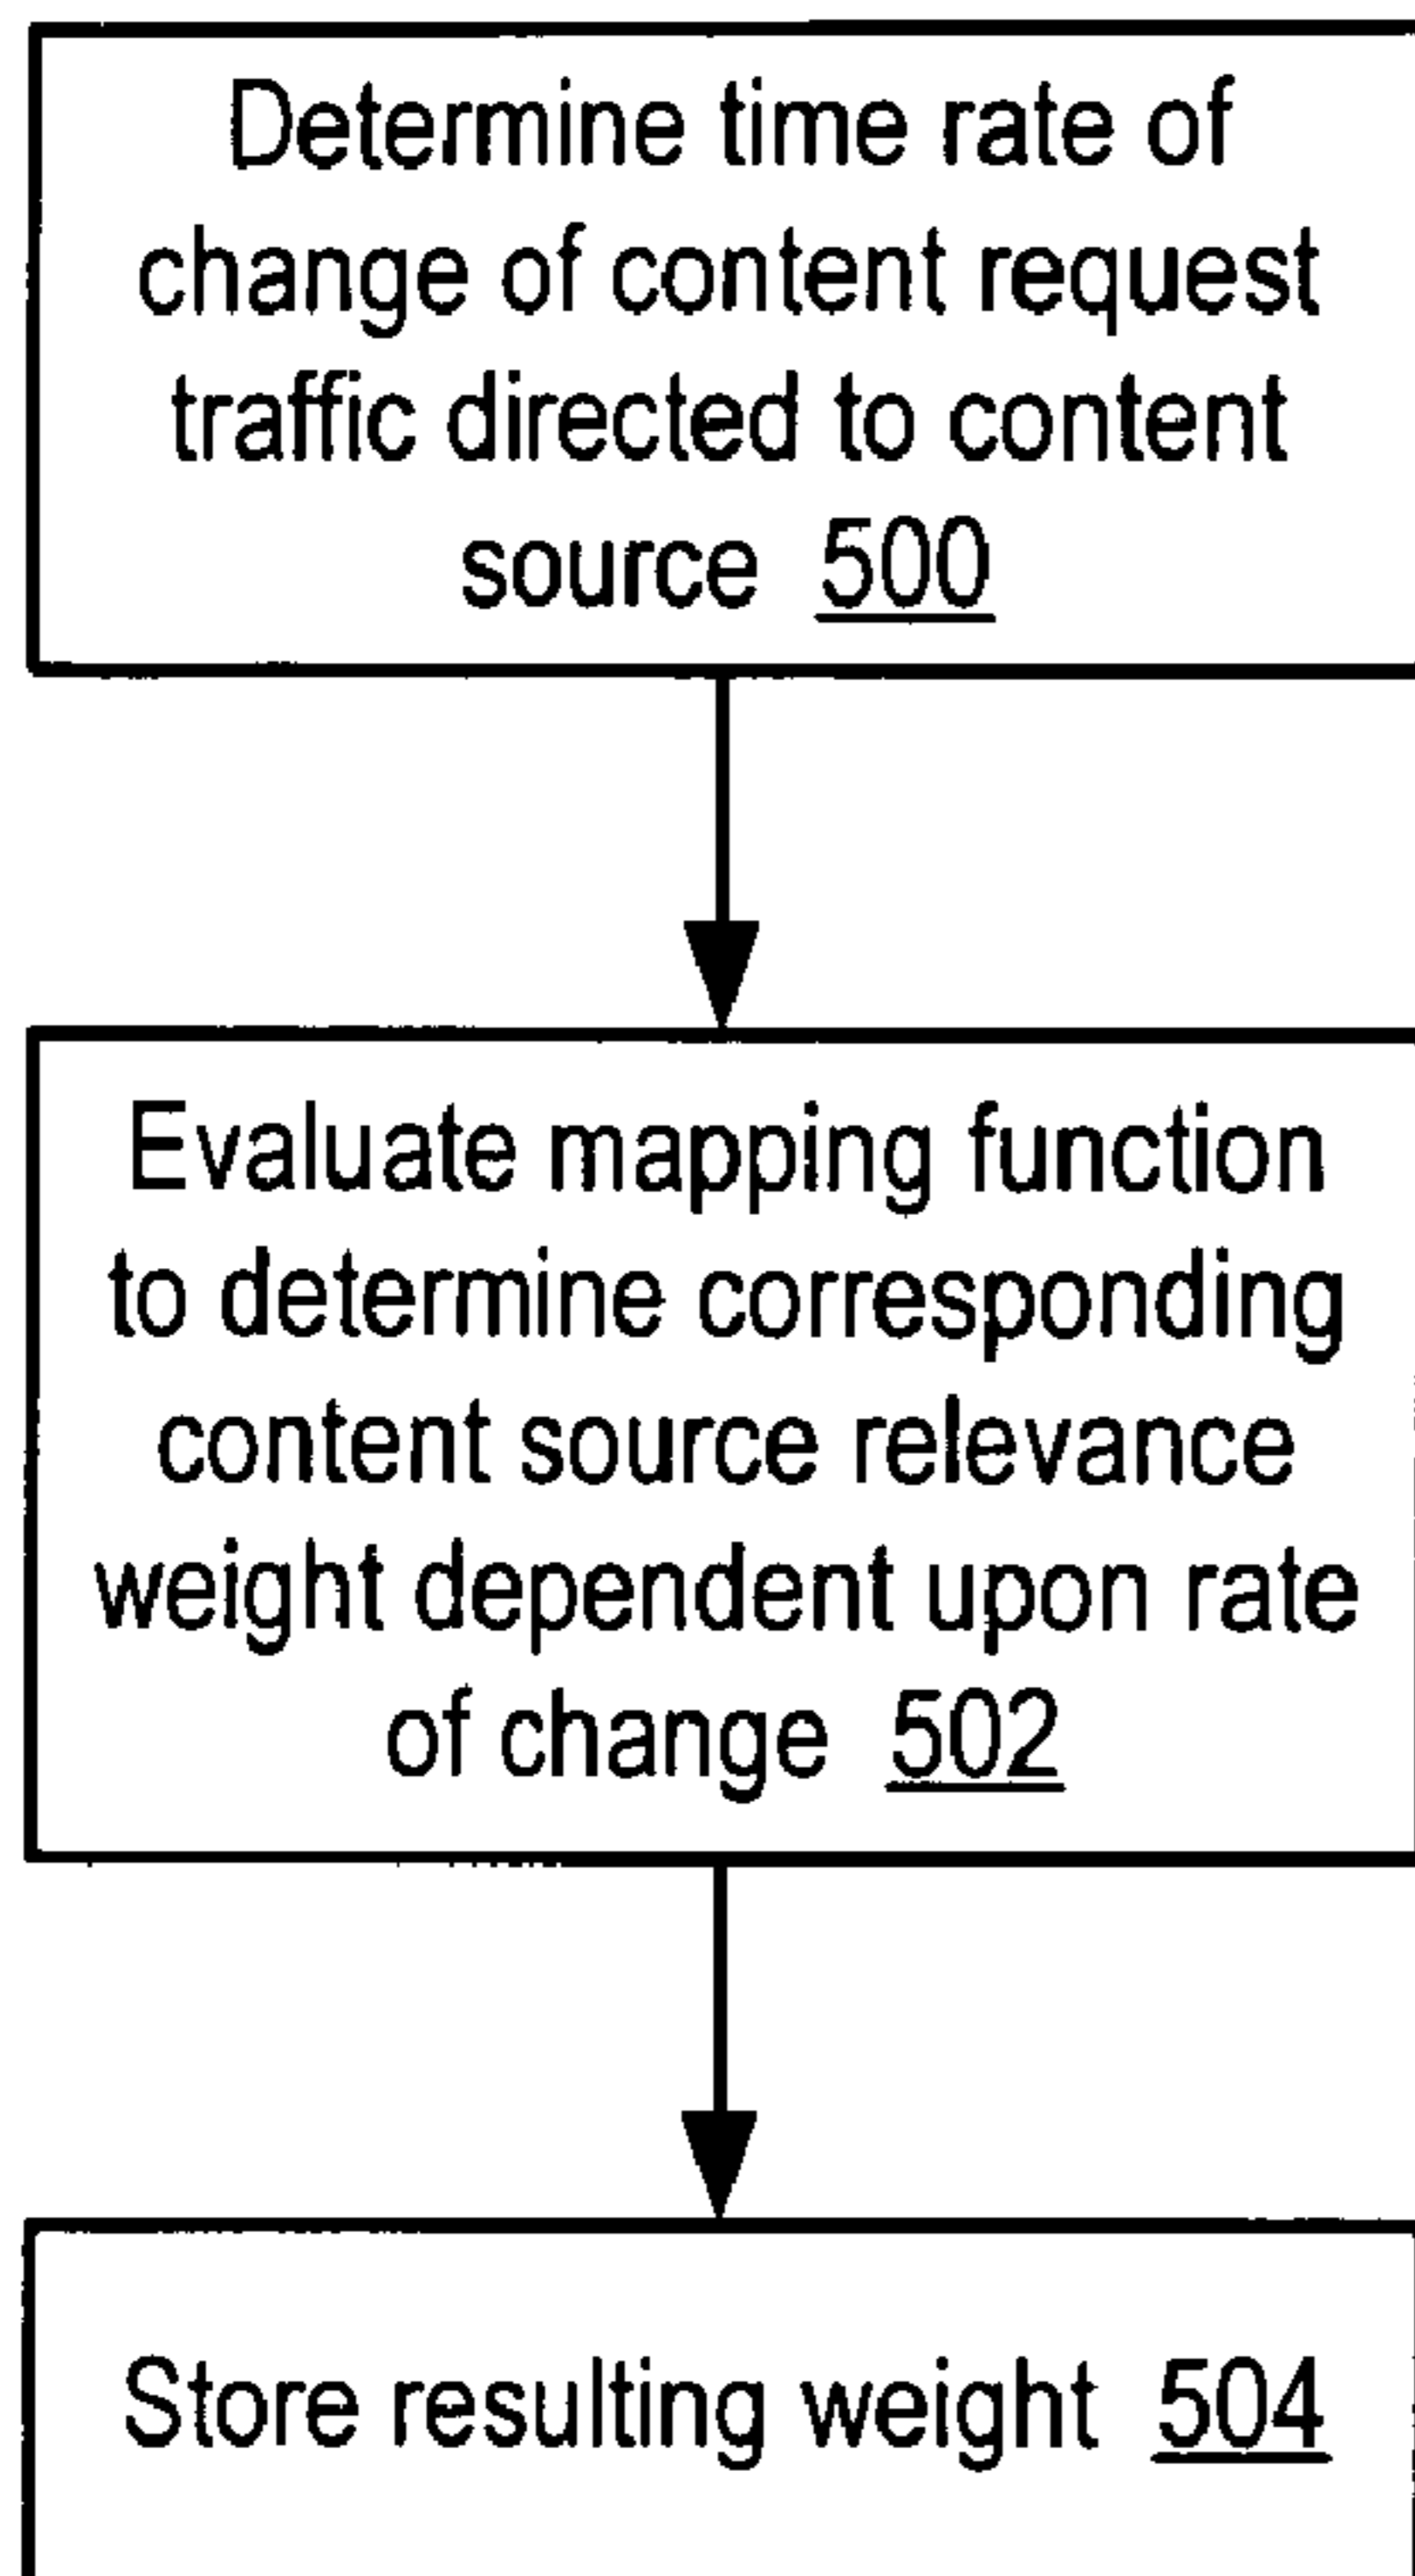 Determine time rate of
change of content request
traffic directed to content
source 500
Evaluate mapping function
to determine corresponding
content source relevance
weight dependent upon rate
of change 502
Store resulting weight 504